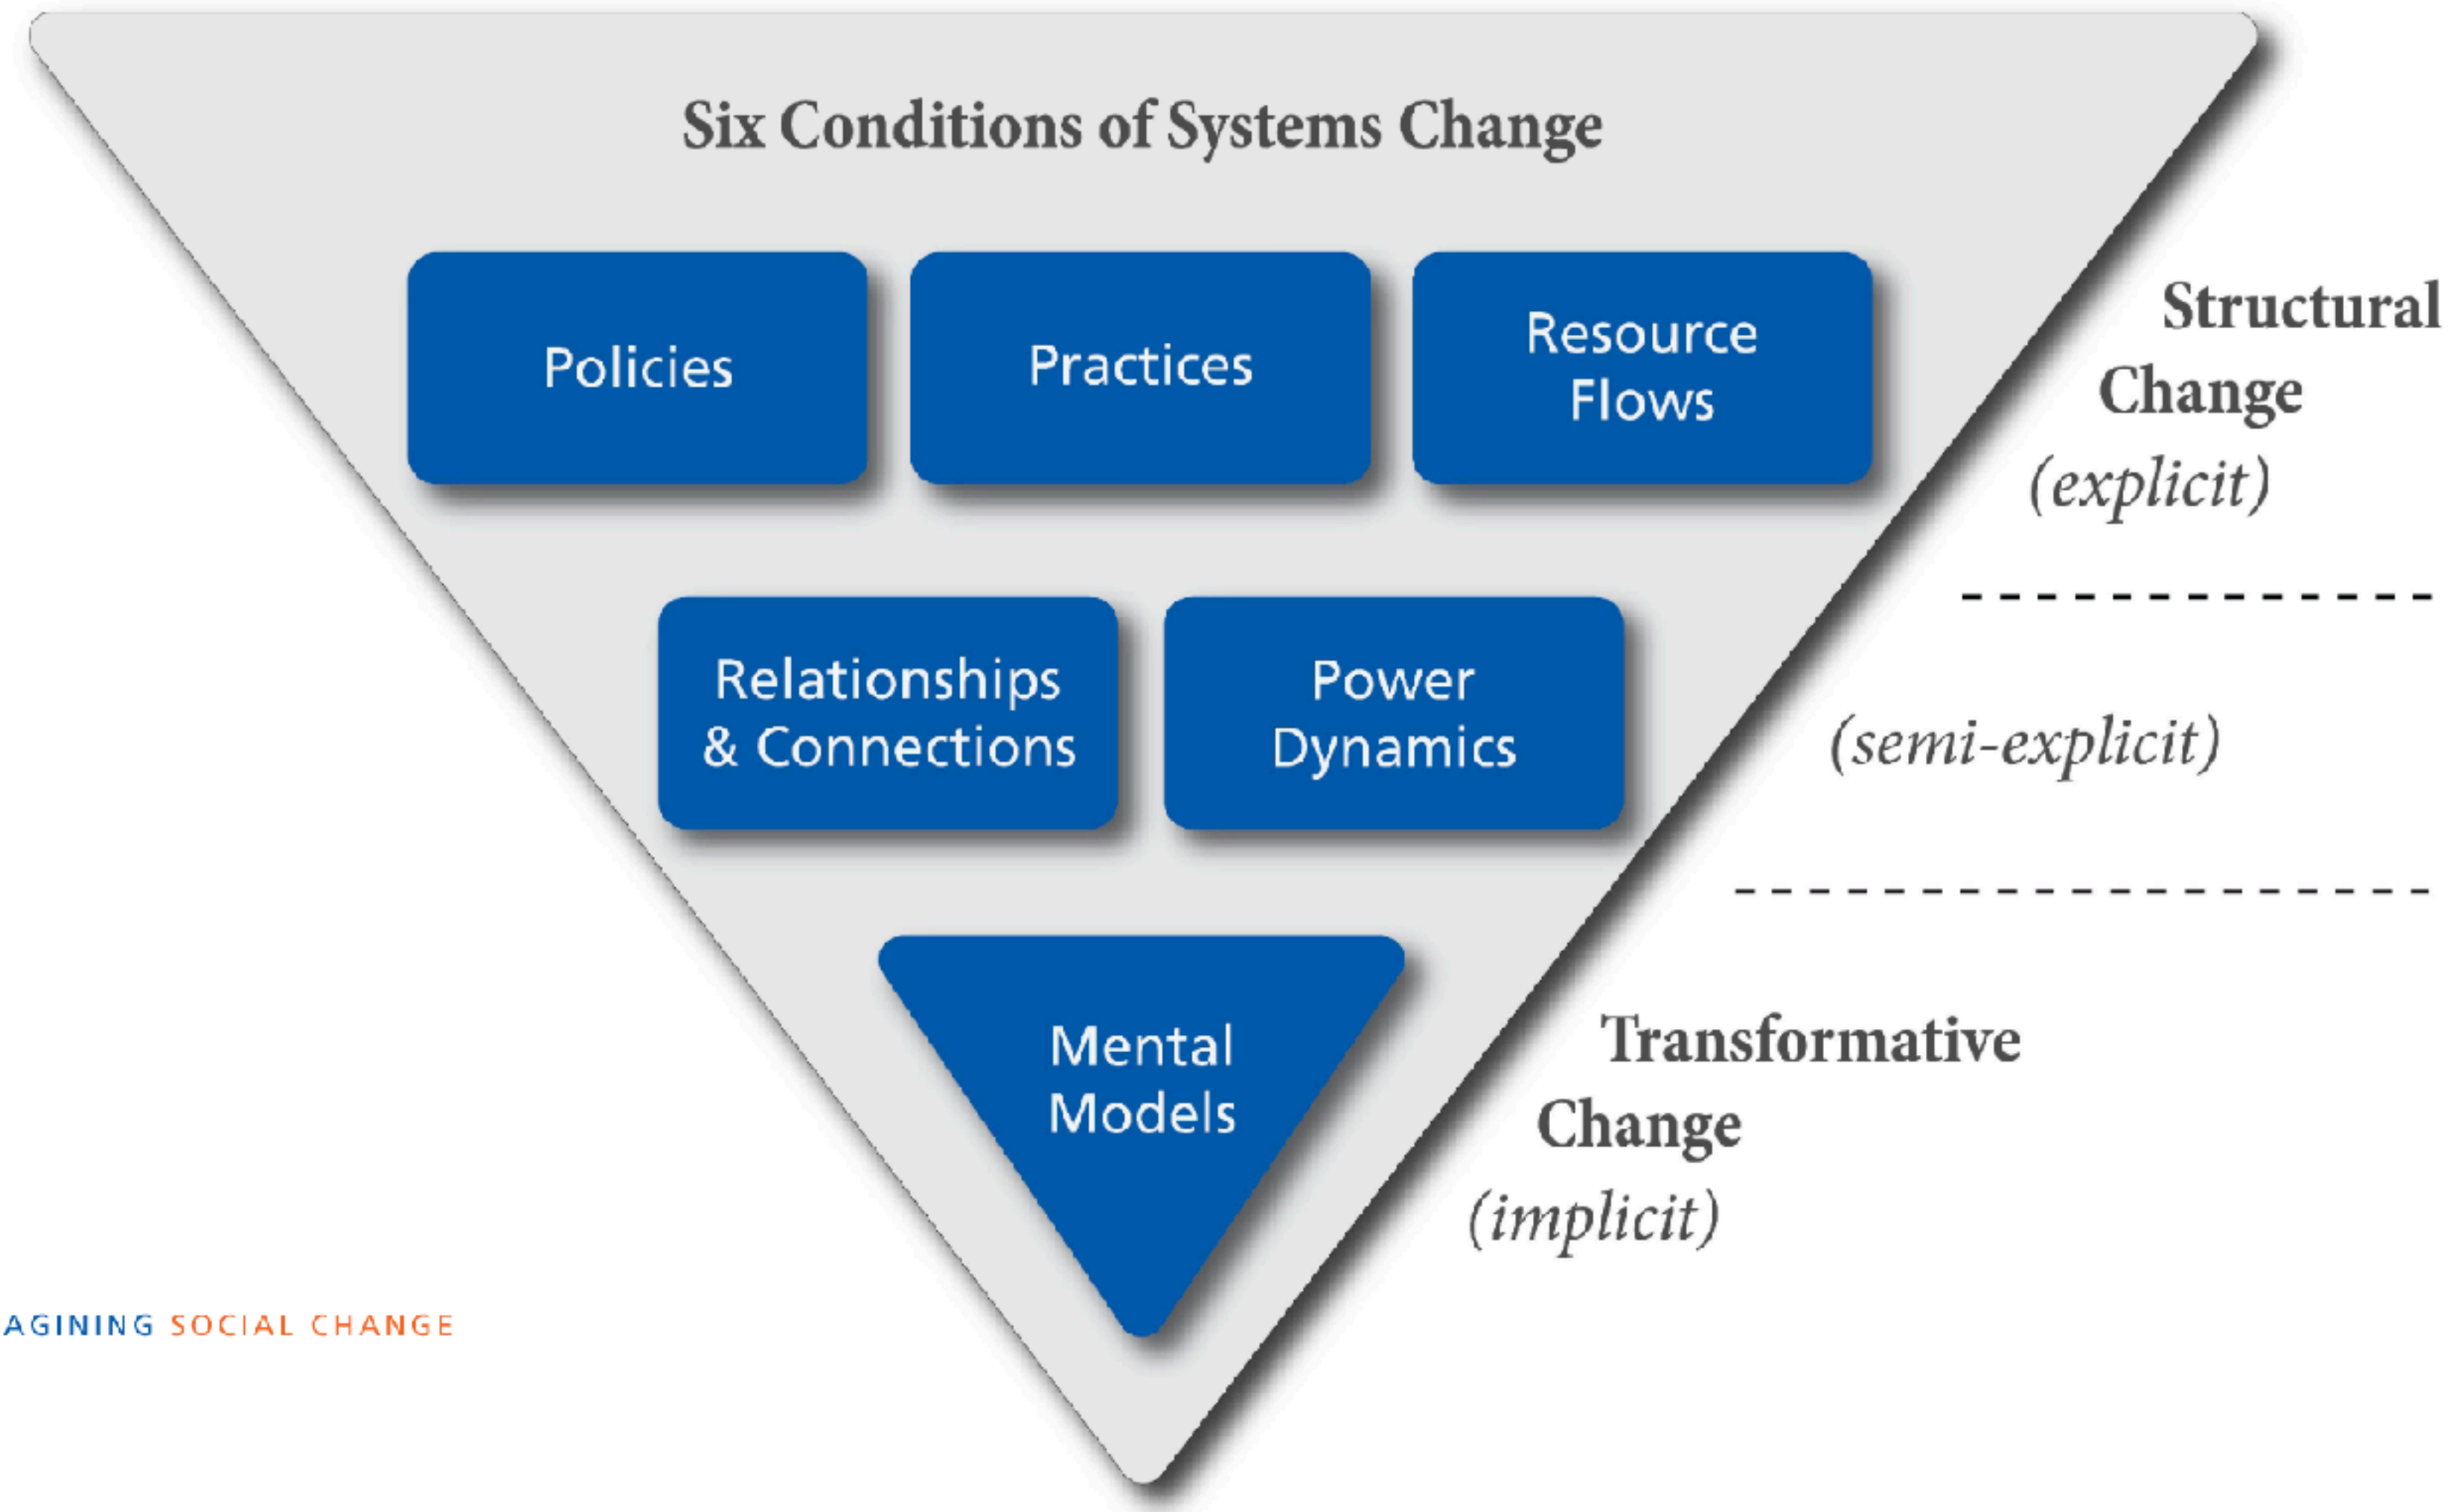 Six Conditions of Systems Change
Policies
Practices
Resource
Flows
Structural
Change
(explicit)
Relationships
& Connections
Power
Dynamics
(semi-explicit)
Mental
Models
Transformative
Change
(implicit)
AGINING SOCIAL CHANGE